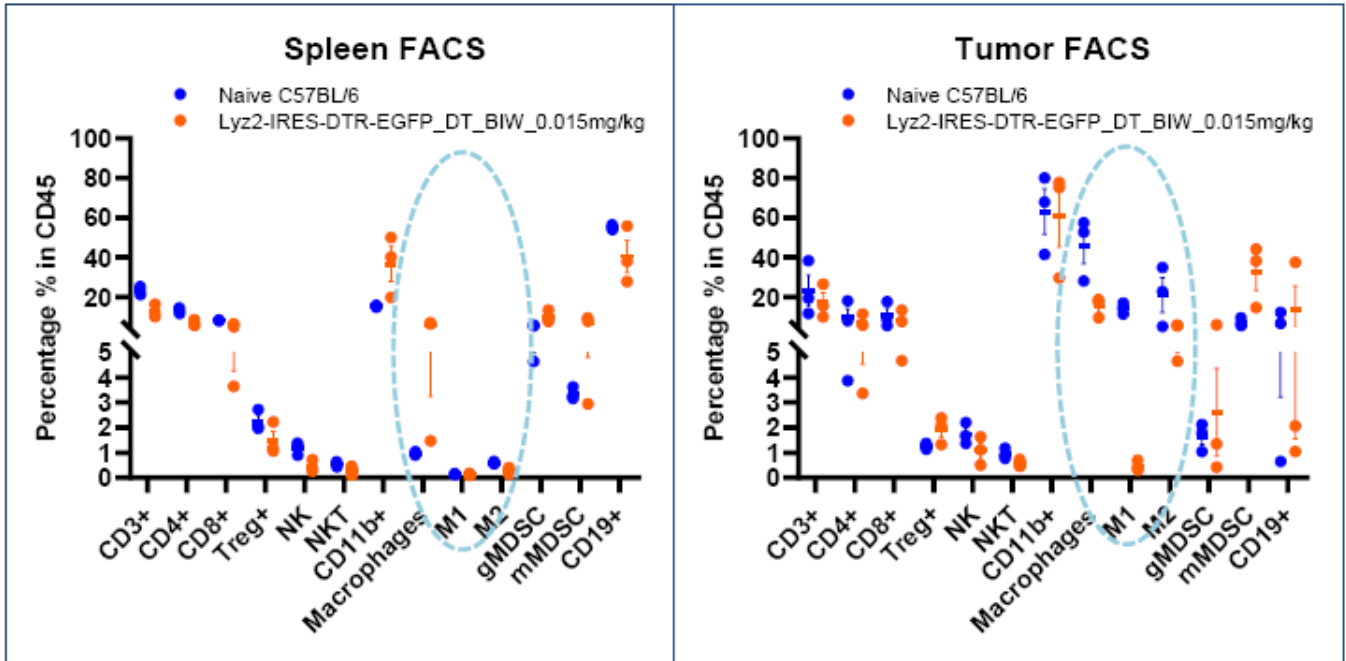 Spleen FACS
Naive C57BL/6
Lyz2-IRES-DTR-EGFP_DT_BIW_0.015mg/kg
Percentage % in CD45
100
80
60
40
20
5
4
3
2
1
0
CD3+
CD4+
CD8+
Treg+
NK
NKT
CD11b+
Macrophages
M1
M2
gMDSC
mMDSC
CD19+
Tumor FACS
Naive C57BL/6
Lyz2-IRES-DTR-EGFP_DT_BIW_0.015mg/kg
Percentage % in CD45
100
80
60
40
20
5
4
3
2
1
0
CD3+
CD4+
CD8+
Treg+
NK
NKT
CD11b+
Macrophages
M1
M2
gMDSC
mMDSC
CD19+